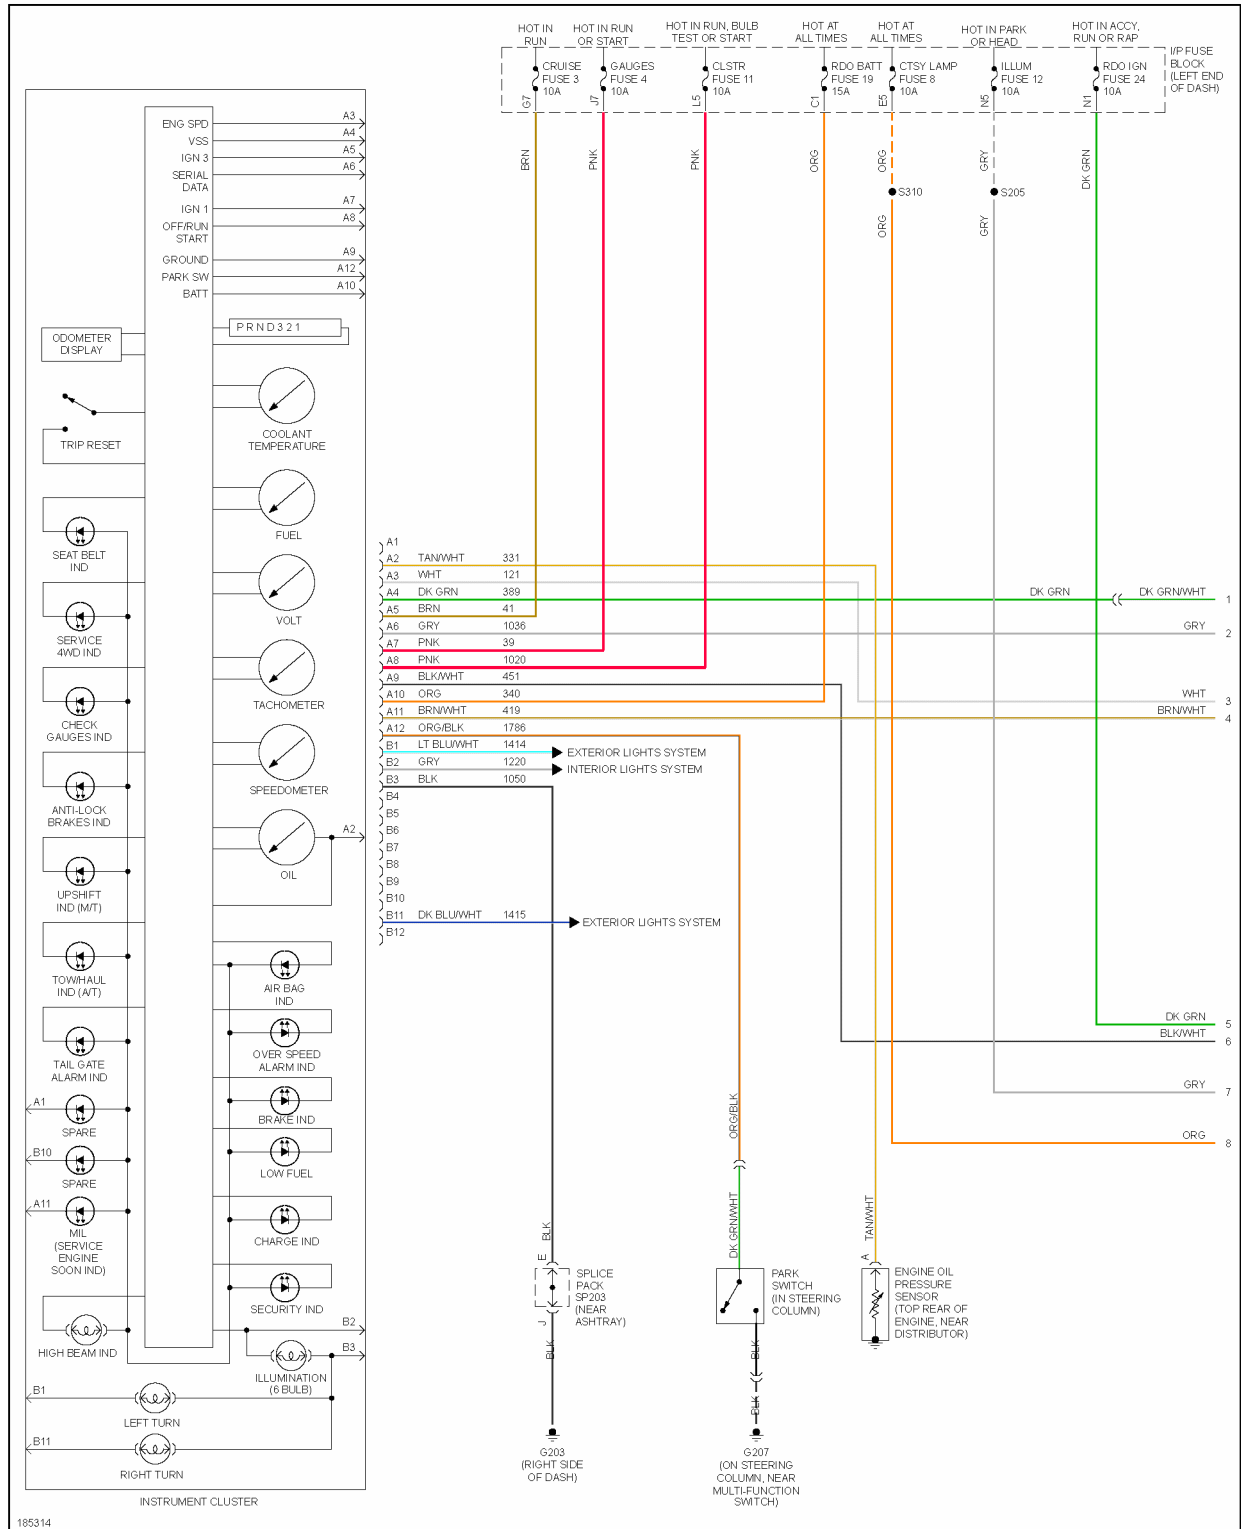 HOT IN
RUN
HOT IN RUN
OR START
HOT IN RUN, BULB
TEST OR START
HOT AT
ALL TIMES
HOT AT
ALL TIMES
HOT IN PARK
OR HEAD
HOT IN ACCY,
RUN OR RAP
CRUISE
FUSE 3
10A
GAUGES
FUSE 4
10A
CLSTR
FUSE 11
10A
RDO BATT
FUSE 19
15A
CTSY LAMP
FUSE 8
10A
ILLUM
FUSE 12
10A
RDO IGN
FUSE 24
10A
I/P FUSE
BLOCK
(LEFT END
OF DASH)
G7
J7
L5
C1
E5
N5
N1
BRN
PNK
PNK
ORG
ORG
GRY
DK GRN
S310
S205
ORG
GRY
ENG SPD
A3
VSS
A4
IGN 3
A5
SERIAL
DATA
A6
IGN 1
A7
OFF/RUN
START
A8
GROUND
A9
PARK SW
A12
BATT
A10
PRND321
ODOMETER
DISPLAY
TRIP RESET
COOLANT
TEMPERATURE
FUEL
VOLT
TACHOMETER
SPEEDOMETER
OIL
A2
SEAT BELT
IND
SERVICE
4WD IND
CHECK
GAUGES IND
ANTI-LOCK
BRAKES IND
UPSHIFT
IND (M/T)
TOW/HAUL
IND (A/T)
TAIL GATE
ALARM IND
A1
SPARE
B10
SPARE
A11
MIL
(SERVICE
ENGINE
SOON IND)
HIGH BEAM IND
AIR BAG
IND
OVER SPEED
ALARM IND
BRAKE IND
LOW FUEL
CHARGE IND
SECURITY IND
B2
B3
ILLUMINATION
(6 BULB)
B1
LEFT TURN
B11
RIGHT TURN
INSTRUMENT CLUSTER
A1
A2 TAN/WHT 331
A3 WHT 121
A4 DK GRN 389
A5 BRN 41
A6 GRY 1036
A7 PNK 39
A8 PNK 1020
A9 BLK/WHT 451
A10 ORG 340
A11 BRN/WHT 419
A12 ORG/BLK 1786
B1 LT BLU/WHT 1414
EXTERIOR LIGHTS SYSTEM
B2 GRY 1220
INTERIOR LIGHTS SYSTEM
B3 BLK 1050
B4
B5
B6
B7
B8
B9
B10
B11 DK BLU/WHT 1415
EXTERIOR LIGHTS SYSTEM
B12
DK GRN
DK GRN/WHT 1
GRY 2
WHT 3
BRN/WHT 4
DK GRN 5
BLK/WHT 6
GRY 7
ORG 8
ORG/BLK
DK GRN/WHT
TAN/WHT
BLK
E
SPLICE
PACK
SP203
(NEAR
ASHTRAY)
J
BLK
G203
(RIGHT SIDE
OF DASH)
PARK
SWITCH
(IN STEERING
COLUMN)
BLK
BLK
G207
(ON STEERING
COLUMN, NEAR
MULTI-FUNCTION
SWITCH)
A
ENGINE OIL
PRESSURE
SENSOR
(TOP REAR OF
ENGINE, NEAR
DISTRIBUTOR)
185314